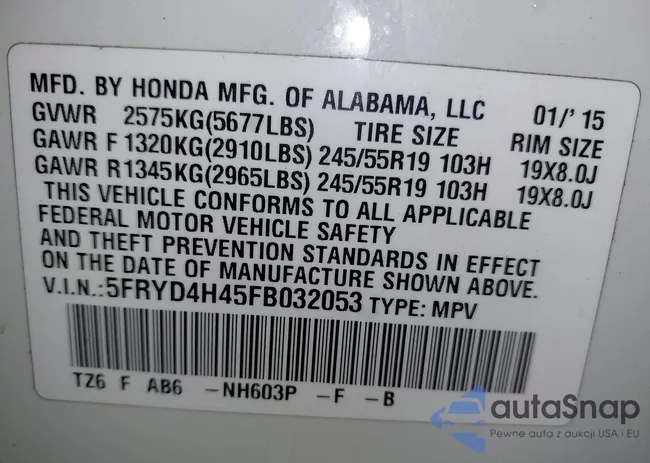 MFD. BY HONDA MFG. OF ALABAMA, LLC 01/'15
GVWR 2575KG(5677LBS) TIRE SIZE RIM SIZE
GAWR F 1320KG(2910LBS) 245/55R19 103H 19X8.0J
GAWR R 1345KG(2965LBS) 245/55R19 103H 19X8.0J
THIS VEHICLE CONFORMS TO ALL APPLICABLE
FEDERAL MOTOR VEHICLE SAFETY
AND THEFT PREVENTION STANDARDS IN EFFECT
ON THE DATE OF MANUFACTURE SHOWN ABOVE.
V.I.N.:5FRYD4H45FB032053 TYPE: MPV
TZ6 F AB6 -NH603P -F -B
autaSnap
Pewne auta z aukcji USA i EU